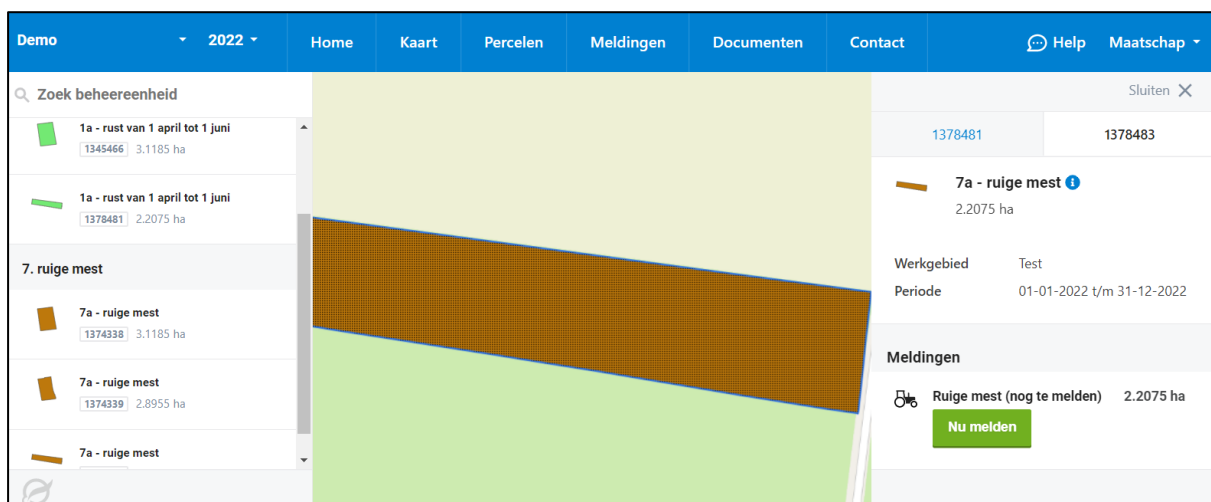 Demo 2022 Home Kaart Percelen Meldingen Documenten Contact Help Maatschap
Zoek beheereenheid
1a - rust van 1 april tot 1 juni
1345466 3.1185 ha
1a - rust van 1 april tot 1 juni
1378481 2.2075 ha
7. ruige mest
7a - ruige mest
1374338 3.1185 ha
7a - ruige mest
1374339 2.8955 ha
7a - ruige mest
Sluiten
1378481 1378483
7a - ruige mest
2.2075 ha
Werkgebied Test
Periode 01-01-2022 t/m 31-12-2022
Meldingen
Ruige mest (nog te melden) 2.2075 ha
Nu melden